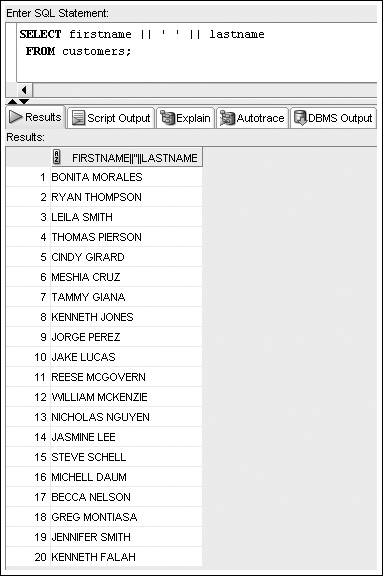 Enter SQL Statement:
SELECT firstname || ' ' || lastname
FROM customers;
Results Script Output Explain Autotrace DBMS Output
Results:
FIRSTNAME||''||LASTNAME
1 BONITA MORALES
2 RYAN THOMPSON
3 LEILA SMITH
4 THOMAS PIERSON
5 CINDY GIRARD
6 MESHIA CRUZ
7 TAMMY GIANA
8 KENNETH JONES
9 JORGE PEREZ
10 JAKE LUCAS
11 REESE MCGOVERN
12 WILLIAM MCKENZIE
13 NICHOLAS NGUYEN
14 JASMINE LEE
15 STEVE SCHELL
16 MICHELL DAUM
17 BECCA NELSON
18 GREG MONTIASA
19 JENNIFER SMITH
20 KENNETH FALAH